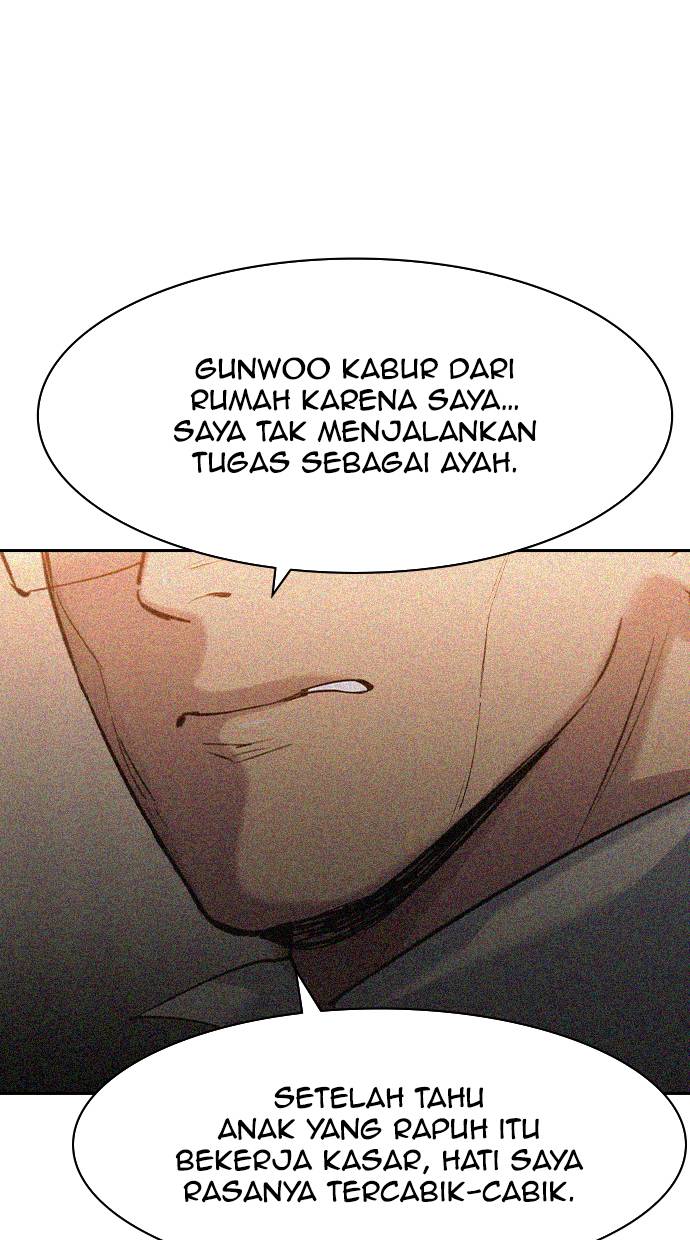 GUNWOO KABUR DARI
RUMAH KARENA SAYA...
SAYA TAK MENJALANKAN
TUGAS SEBAGAI AYAH.
SETELAH TAHU
ANAK YANG RAPUH ITU
BEKERJA KASAR, HATI SAYA
RASANYA TERCABIK-CABIK.